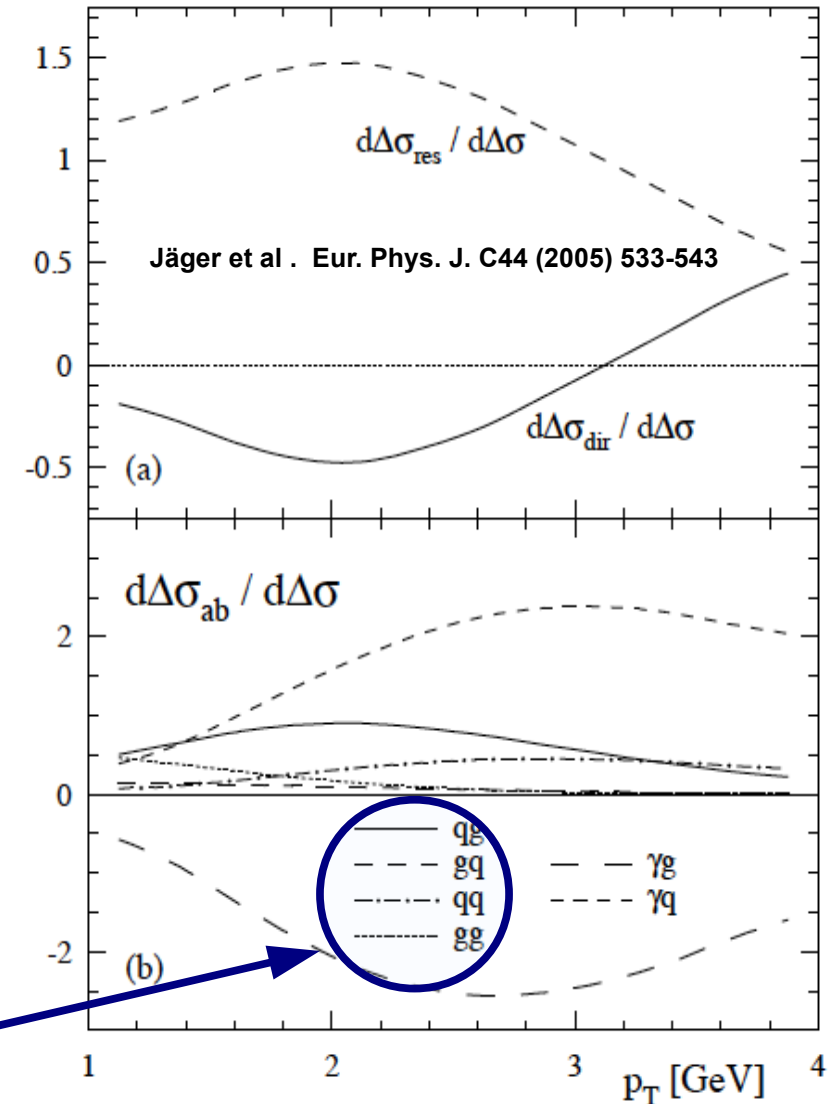 1.5
dΔσres / dΔσ
1
Jäger et al . Eur. Phys. J. C44 (2005) 533-543
0.5
0
dΔσdir / dΔσ
-0.5
(a)
dΔσab / dΔσ
2
0
qg
gq
γg
qq
γq
gg
-2
(b)
1 2 3 4
pT [GeV]